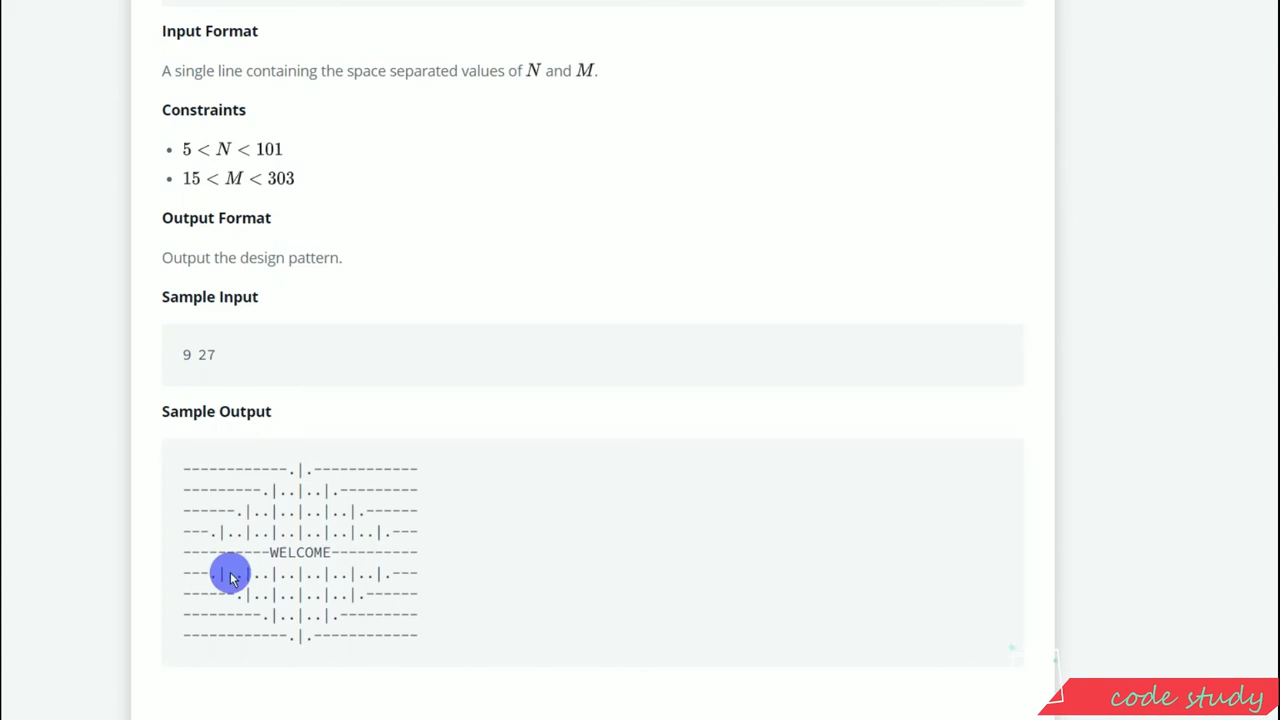 Input Format
A single line containing the space separated values of N and M.
Constraints
• 5 < N < 101
• 15 < M < 303
Output Format
Output the design pattern.
Sample Input
9 27
Sample Output
------------.|.------------
---------.|..|..|.---------
------.|..|..|..|..|.------
---.|..|..|..|..|..|..|.---
----------WELCOME----------
---.|..|..|..|..|..|..|.---
------.|..|..|..|..|.------
---------.|..|..|.---------
------------.|.------------
code study